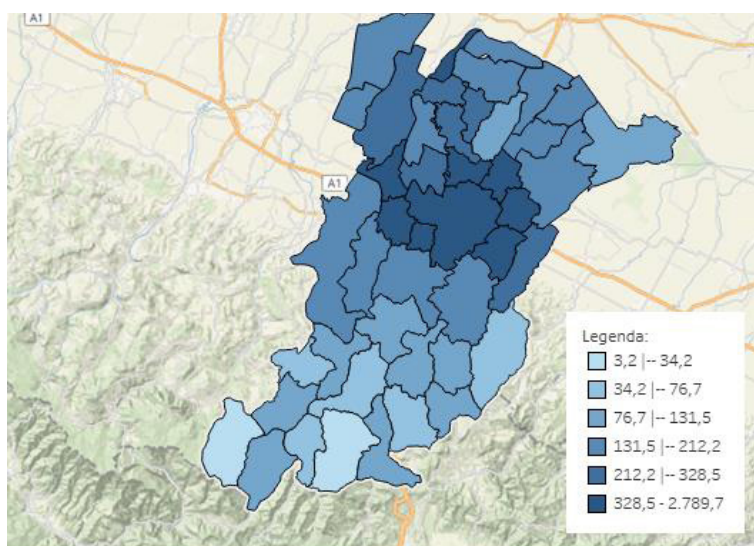 A1
A1
Legenda:
3,2 |-- 34,2
34,2 |-- 76,7
76,7 |-- 131,5
131,5 |-- 212,2
212,2 |-- 328,5
328,5 - 2.789,7